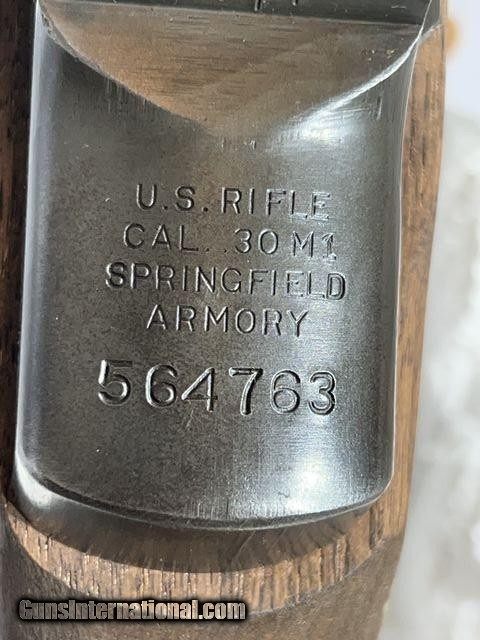 U.S. RIFLE
CAL. .30 M1
SPRINGFIELD
ARMORY
564763
GunsInternational.com